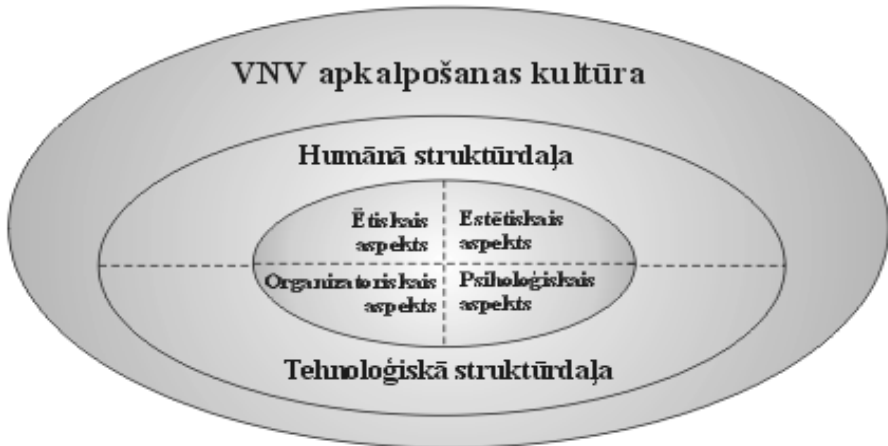 VNV apkalpošanas kultūra
Humānā struktūrdaļa
Ētiskais
aspekts
Estētiskais
aspekts
Organizatoriskais
aspekts
Psiholoģiskais
aspekts
Tehnoloģiskā struktūrdaļa